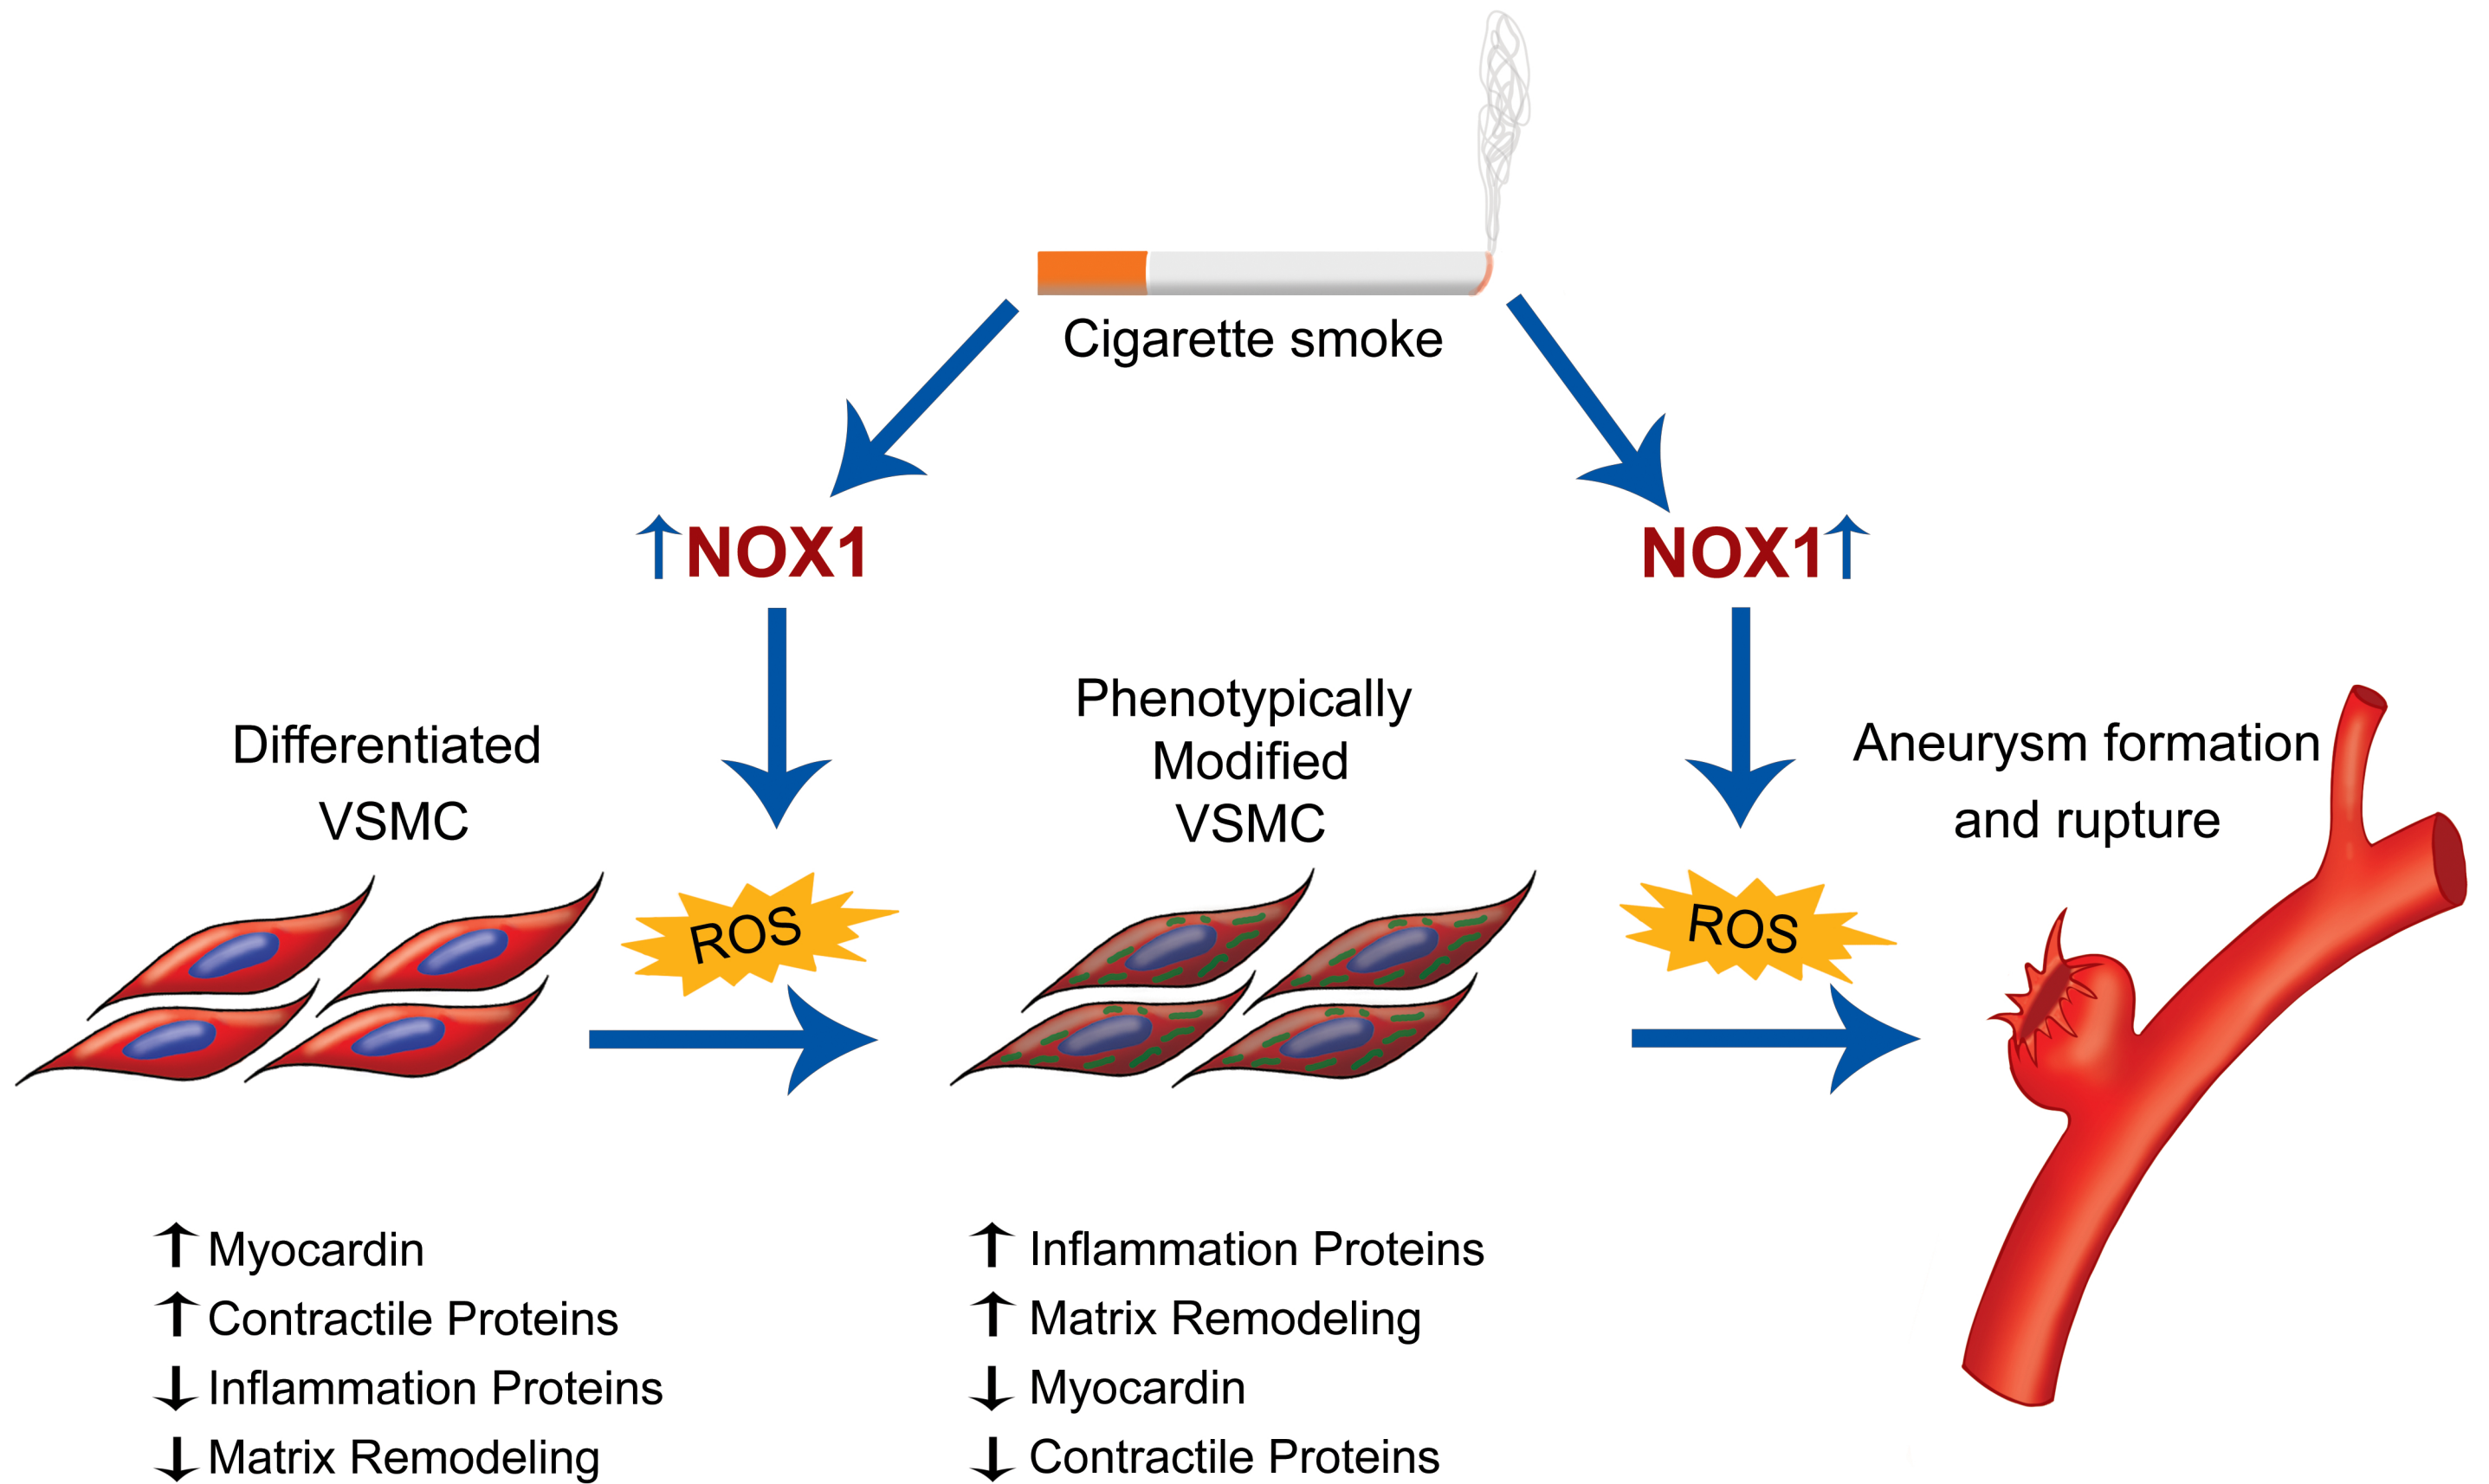 Cigarette smoke
↑NOX1
NOX1↑
Differentiated
VSMC
ROS
Phenotypically
Modified
VSMC
ROS
Aneurysm formation
and rupture
↑ Myocardin
↑ Contractile Proteins
↓ Inflammation Proteins
↓ Matrix Remodeling
↑ Inflammation Proteins
↑ Matrix Remodeling
↓ Myocardin
↓ Contractile Proteins